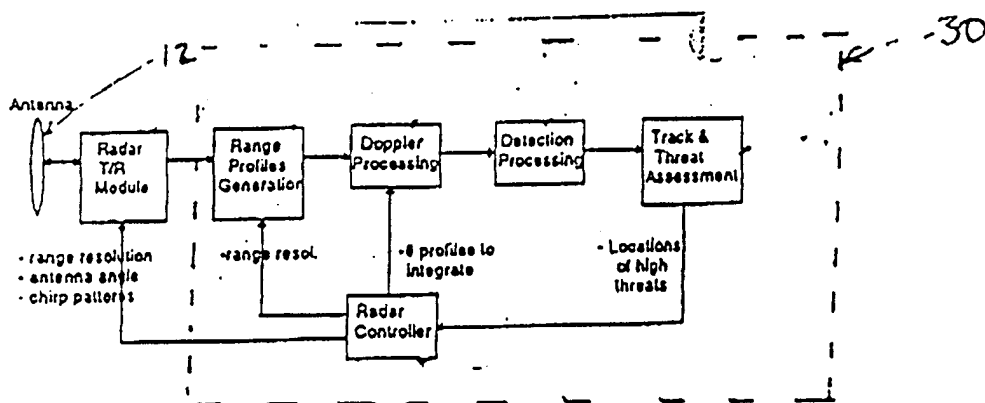 12
30
Antenna
Radar
T/R
Module
Range
Profiles
Generation
Doppler
Processing
Detection
Processing
Track &
Threat
Assessment
- range resolution
- antenna angle
- chirp patterns
-range resol.
-# profiles to
integrate
- Locations
of high
threats
Radar
Controller